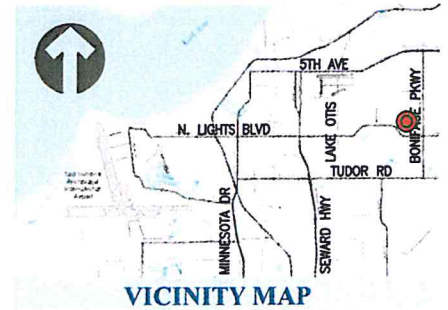 5TH AVE
N. LIGHTS BLVD
LAKE OTIS
BONIFACE PKWY
TUDOR RD
MINNESOTA DR
SEWARD HWY
VICINITY MAP